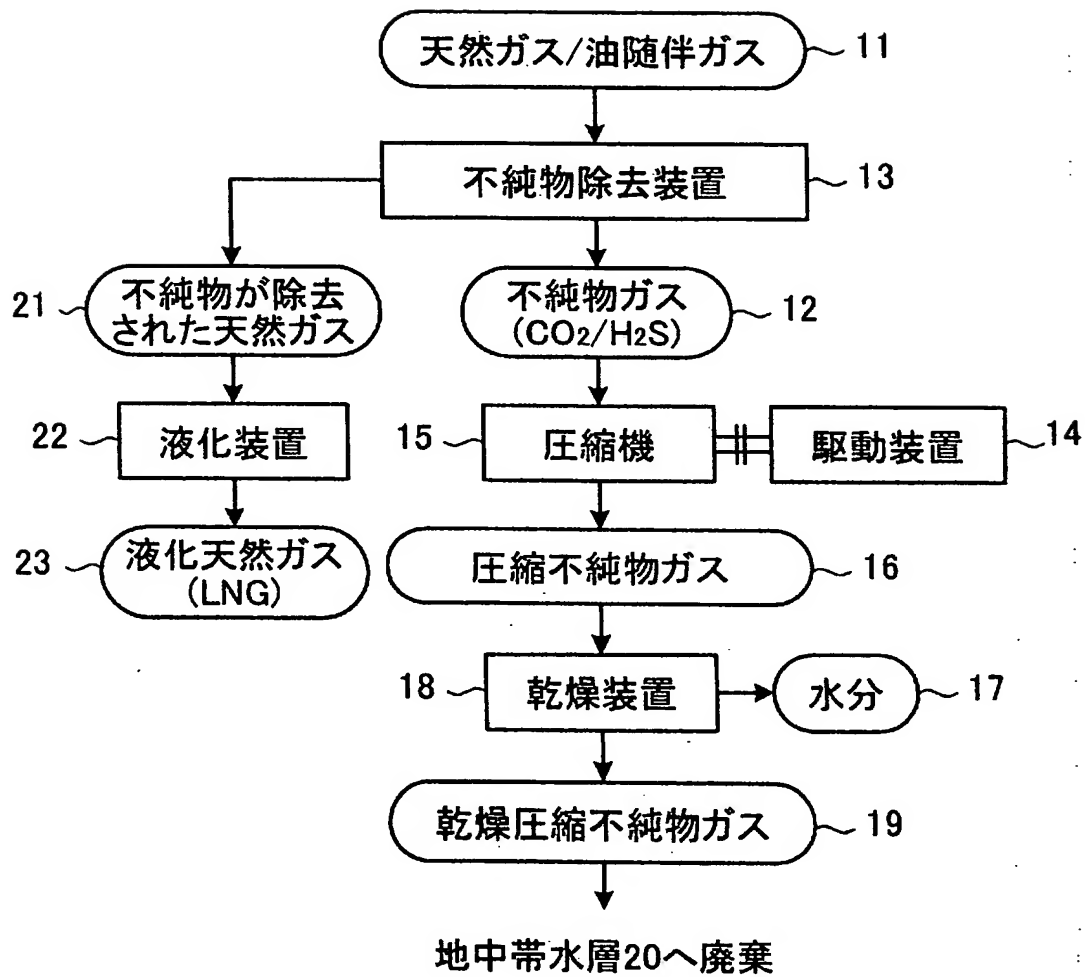 天然ガス/油随伴ガス 11
不純物除去装置 13
21 不純物が除去
された天然ガス
不純物ガス 12
(CO2/H2S)
22 液化装置
15 圧縮機
駆動装置 14
23 液化天然ガス
(LNG)
圧縮不純物ガス 16
18 乾燥装置
水分 17
乾燥圧縮不純物ガス 19
地中帯水層20へ廃棄